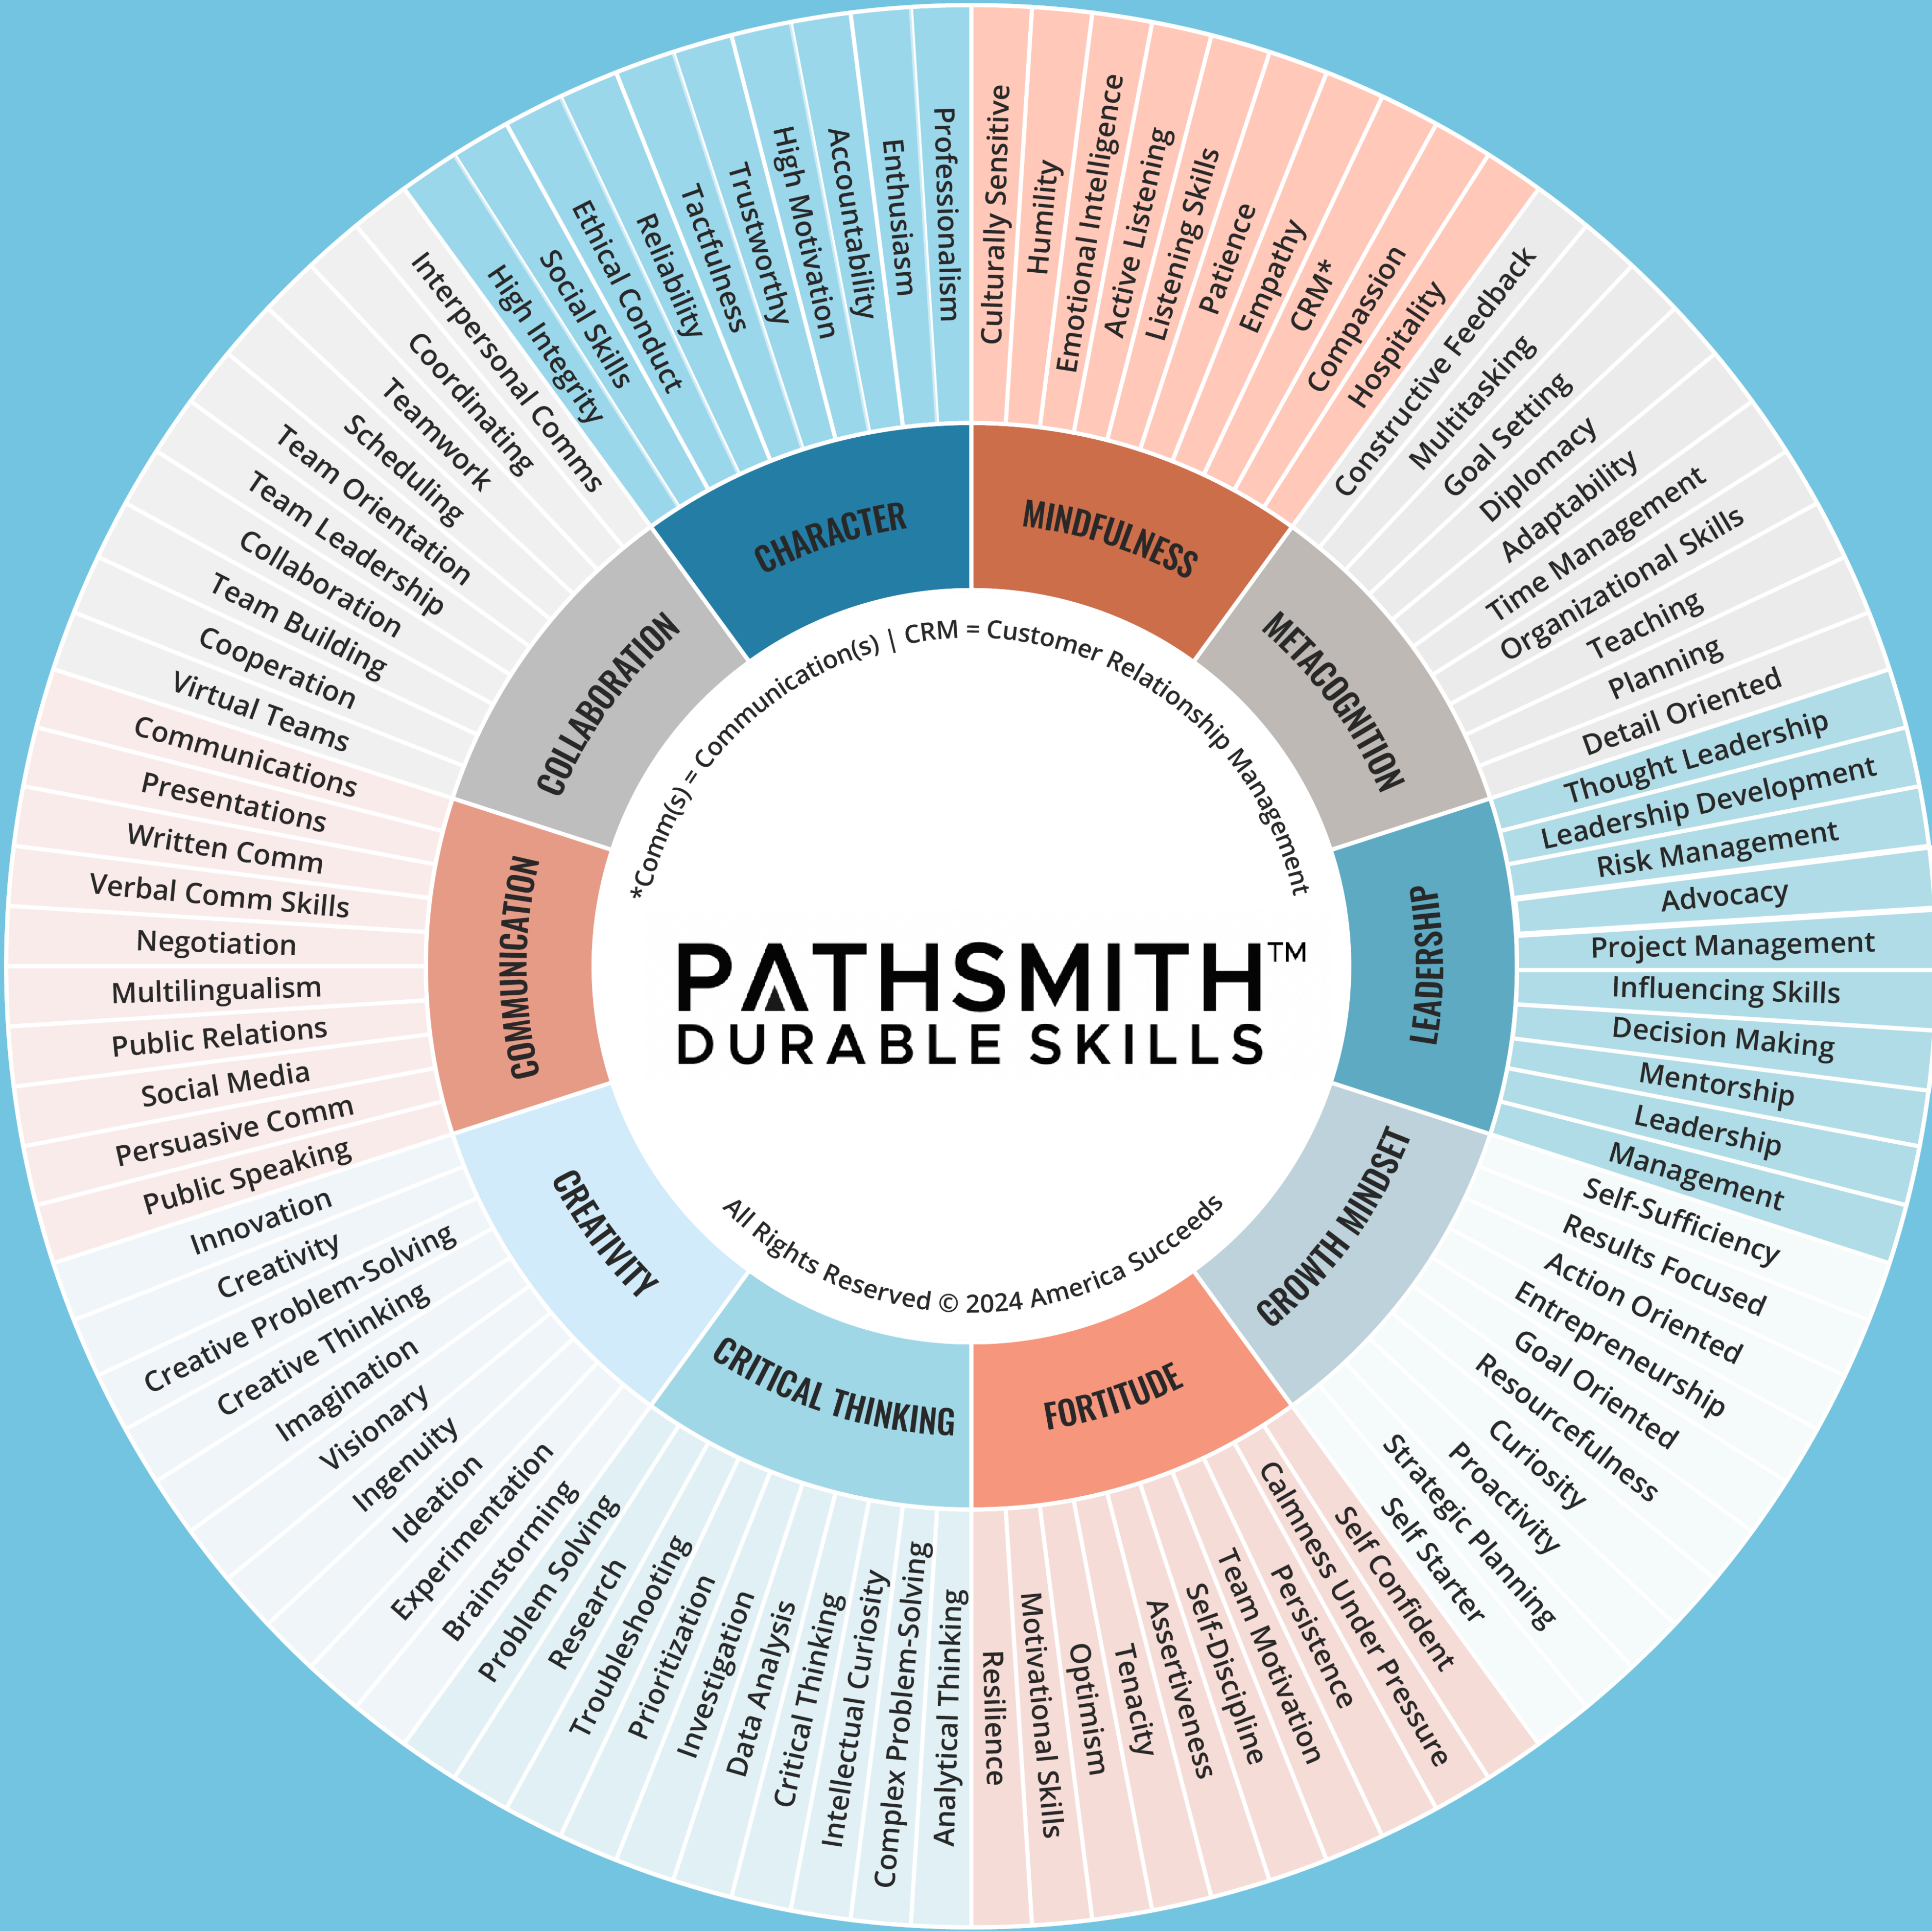 PATHSMITH™
DURABLE SKILLS
*Comm(s) = Communication(s) | CRM = Customer Relationship Management
All Rights Reserved © 2024 America Succeeds
MINDFULNESS
Culturally Sensitive
Humility
Emotional Intelligence
Active Listening
Listening Skills
Patience
Empathy
CRM*
Compassion
Hospitality
METACOGNITION
Constructive Feedback
Multitasking
Goal Setting
Diplomacy
Adaptability
Time Management
Organizational Skills
Teaching
Planning
Detail Oriented
LEADERSHIP
Thought Leadership
Leadership Development
Risk Management
Advocacy
Project Management
Influencing Skills
Decision Making
Mentorship
Leadership
Management
GROWTH MINDSET
Self-Sufficiency
Results Focused
Action Oriented
Entrepreneurship
Goal Oriented
Resourcefulness
Curiosity
Proactivity
Strategic Planning
Self Starter
FORTITUDE
Self Confident
Calmness Under Pressure
Persistence
Team Motivation
Self-Discipline
Assertiveness
Tenacity
Optimism
Motivational Skills
Resilience
CRITICAL THINKING
Analytical Thinking
Complex Problem-Solving
Intellectual Curiosity
Critical Thinking
Data Analysis
Investigation
Prioritization
Troubleshooting
Research
Problem Solving
CREATIVITY
Brainstorming
Experimentation
Ideation
Ingenuity
Visionary
Imagination
Creative Thinking
Creative Problem-Solving
Creativity
Innovation
COMMUNICATION
Public Speaking
Persuasive Comm
Social Media
Public Relations
Multilingualism
Negotiation
Verbal Comm Skills
Written Comm
Presentations
Communications
COLLABORATION
Virtual Teams
Cooperation
Team Building
Collaboration
Team Leadership
Team Orientation
Scheduling
Teamwork
Coordinating
Interpersonal Comms
CHARACTER
High Integrity
Social Skills
Ethical Conduct
Reliability
Tactfulness
Trustworthy
High Motivation
Accountability
Enthusiasm
Professionalism